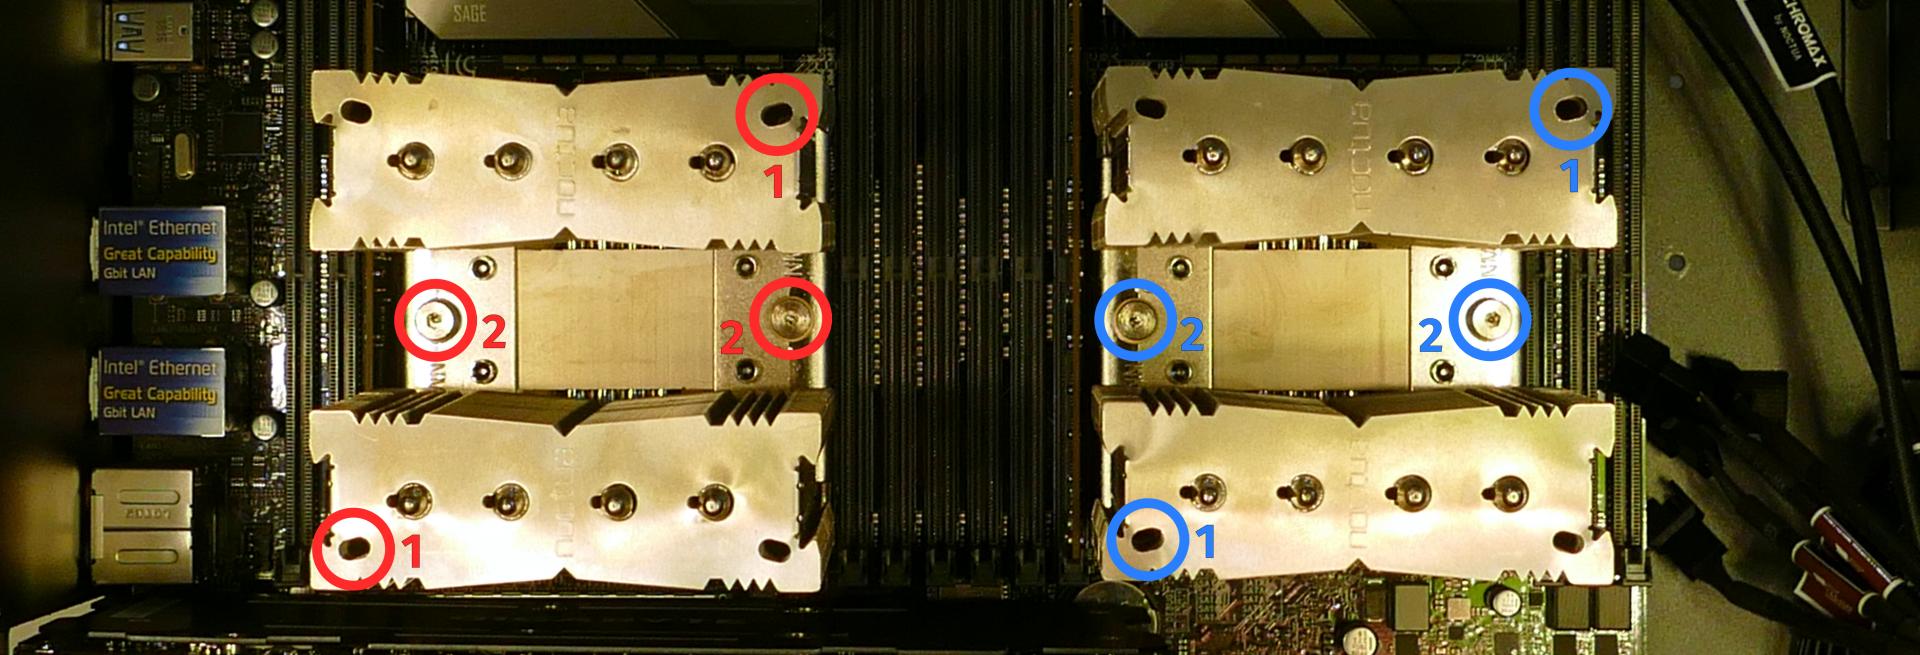 SAGE
CHROMAX
by NOCTUA
noctua
noctua
1
1
Intel® Ethernet
Great Capability
Gbit LAN
2
2
2
2
Intel® Ethernet
Great Capability
Gbit LAN
noctua
noctua
1
1